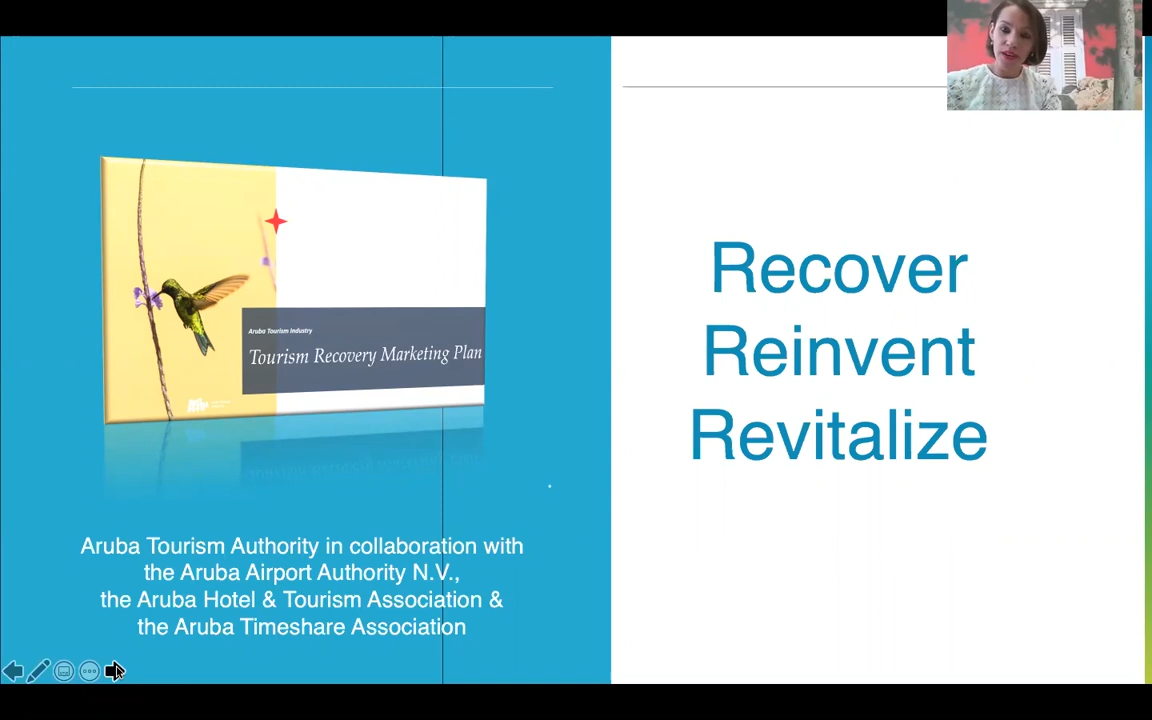 Aruba Tourism Industry
Tourism Recovery Marketing Plan
Aruba Tourism Authority in collaboration with
the Aruba Airport Authority N.V.,
the Aruba Hotel & Tourism Association &
the Aruba Timeshare Association
Recover
Reinvent
Revitalize